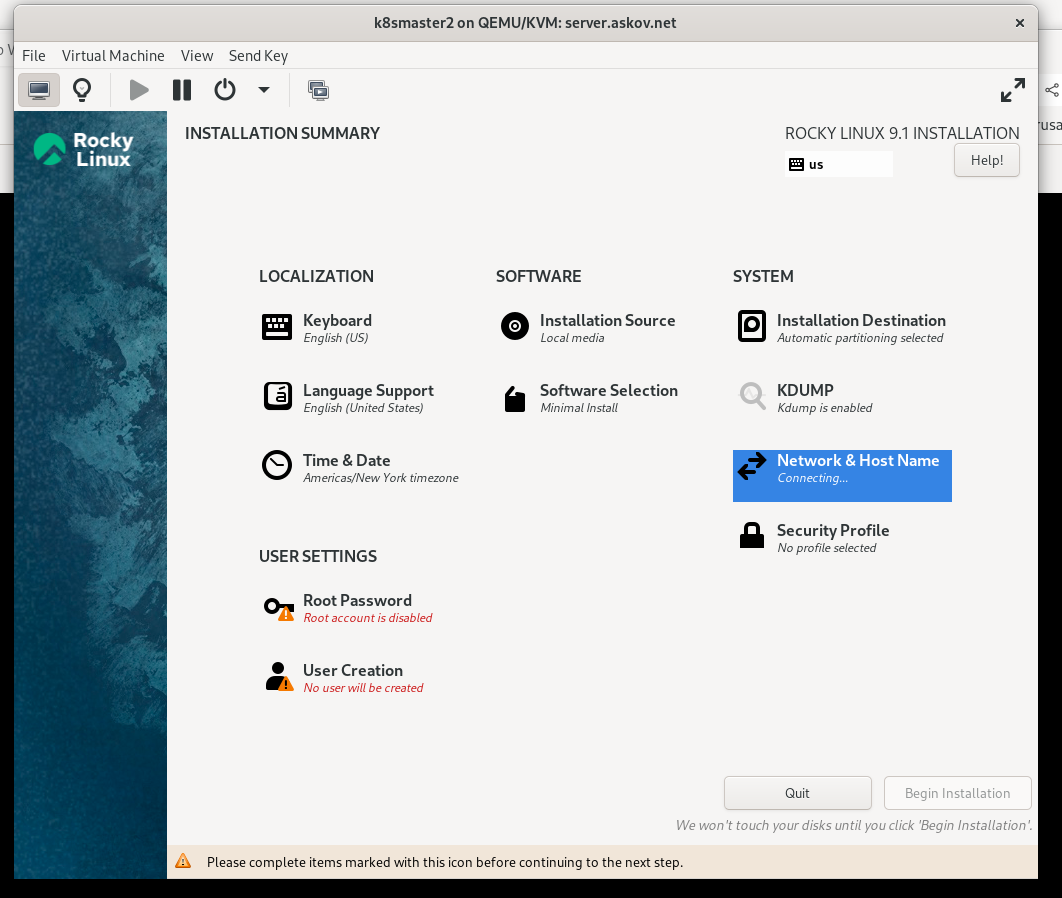 k8smaster2 on QEMU/KVM: server.askov.net
File Virtual Machine View Send Key
Rocky
Linux
INSTALLATION SUMMARY
ROCKY LINUX 9.1 INSTALLATION
us
Help!
LOCALIZATION
Keyboard
English (US)
Language Support
English (United States)
Time & Date
Americas/New York timezone
SOFTWARE
Installation Source
Local media
Software Selection
Minimal Install
SYSTEM
Installation Destination
Automatic partitioning selected
KDUMP
Kdump is enabled
Network & Host Name
Connecting...
Security Profile
No profile selected
USER SETTINGS
Root Password
Root account is disabled
User Creation
No user will be created
Quit
Begin Installation
We won't touch your disks until you click 'Begin Installation'.
Please complete items marked with this icon before continuing to the next step.